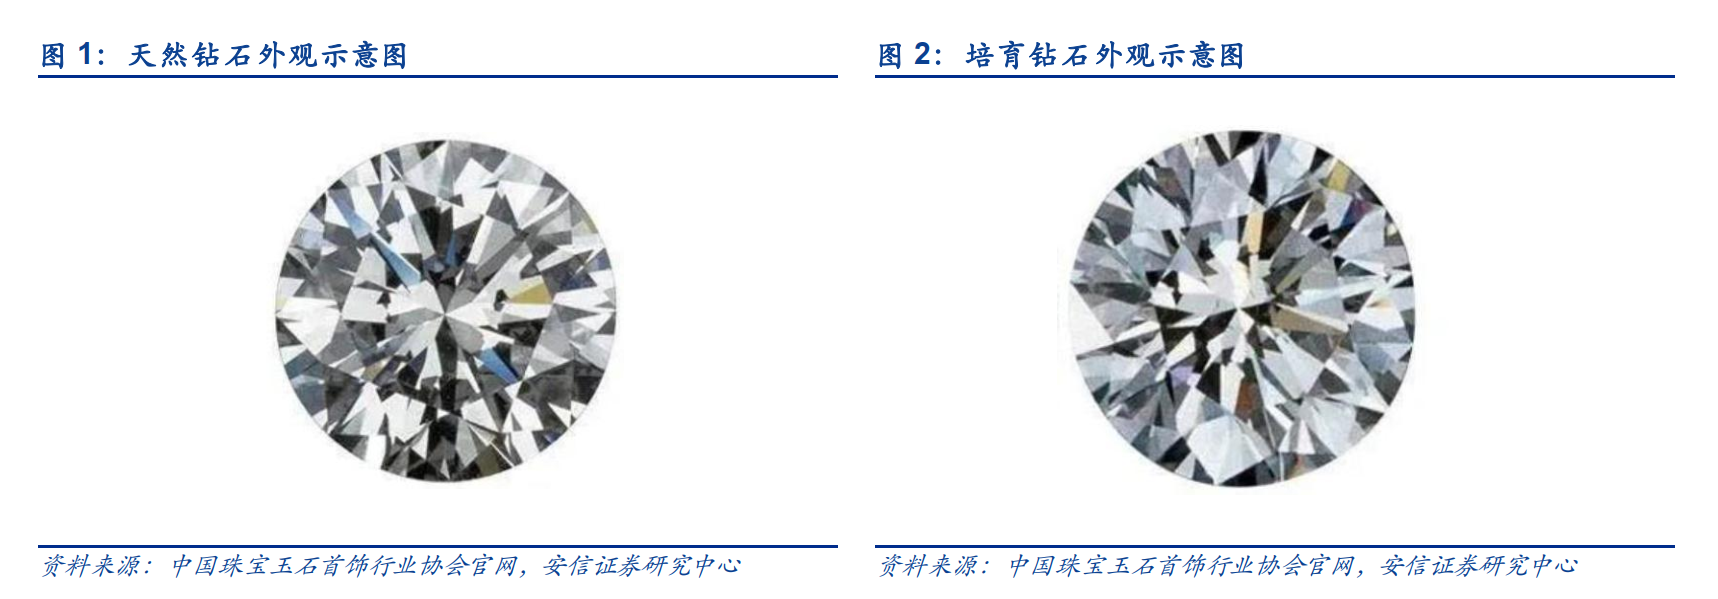 图 1：天然钻石外观示意图
图 2：培育钻石外观示意图
资料来源：中国珠宝玉石首饰行业协会官网，安信证券研究中心
资料来源：中国珠宝玉石首饰行业协会官网，安信证券研究中心